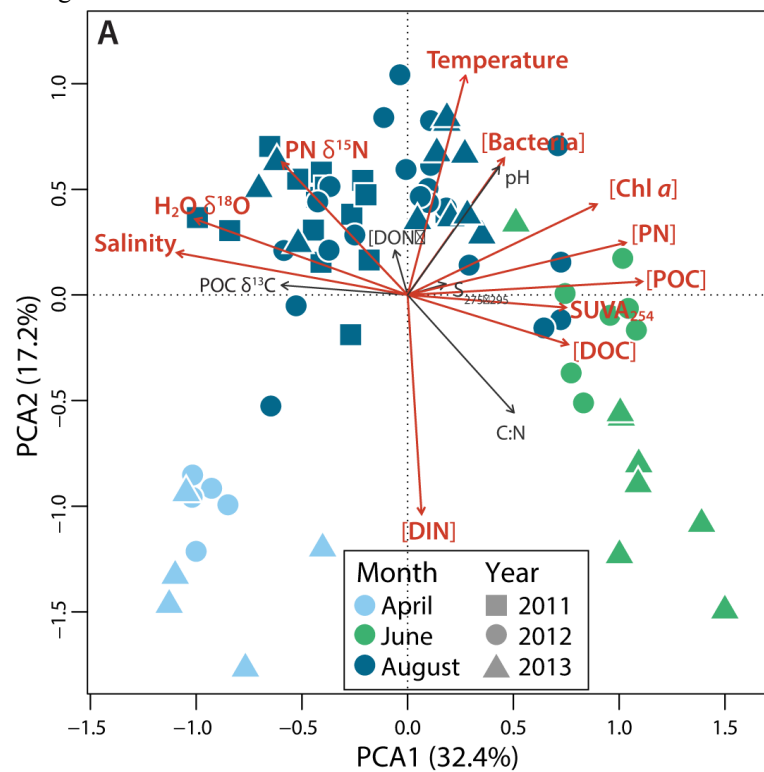 A
Temperature
[Bacteria]
pH
PN δ¹⁵N
[Chl a]
H₂O δ¹⁸O
[PN]
Salinity
[DON
POC δ¹³C
[POC]
S
SUVA₂₅₄
[DOC]
C:N
[DIN]
PCA2 (17.2%)
1.0
0.5
0.0
−0.5
−1.0
−1.5
Month Year
April 2011
June 2012
August 2013
−1.5 −1.0 −0.5 0.0 0.5 1.0 1.5
PCA1 (32.4%)